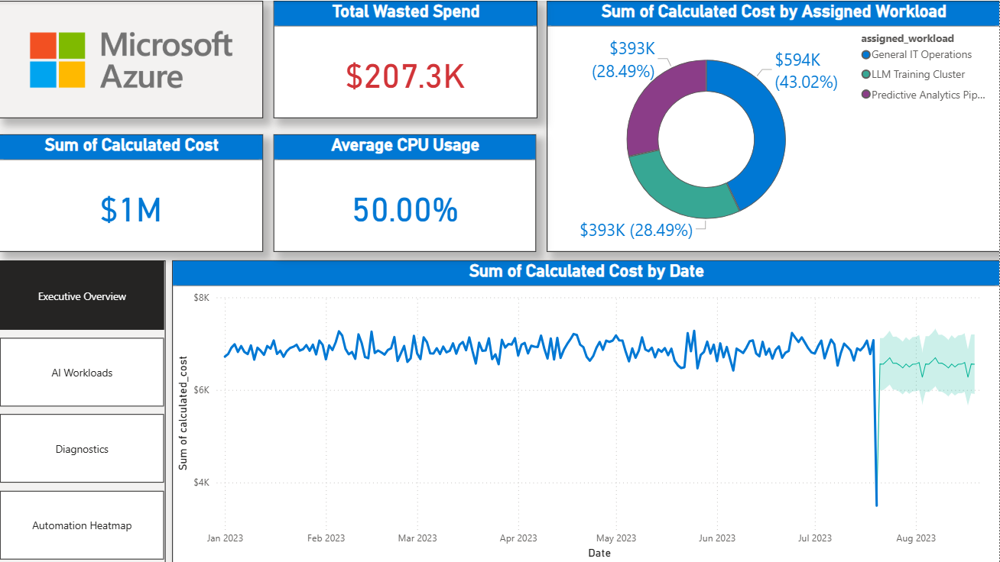 Microsoft
Azure
Total Wasted Spend
$207.3K
Sum of Calculated Cost
$1M
Average CPU Usage
50.00%
Sum of Calculated Cost by Assigned Workload
$393K
(28.49%)
$594K
(43.02%)
$393K (28.49%)
assigned_workload
General IT Operations
LLM Training Cluster
Predictive Analytics Pip...
Executive Overview
AI Workloads
Diagnostics
Automation Heatmap
Sum of Calculated Cost by Date
Sum of calculated_cost
$8K
$6K
$4K
Jan 2023
Feb 2023
Mar 2023
Apr 2023
May 2023
Jun 2023
Jul 2023
Aug 2023
Date